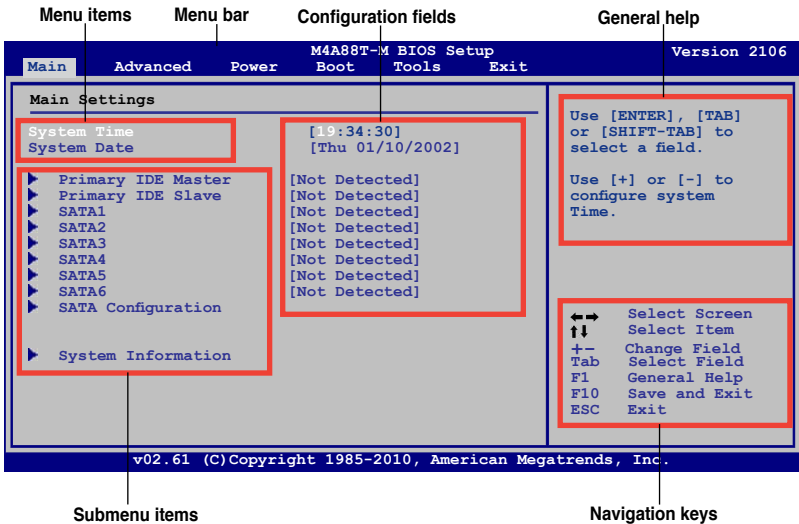 Menu items Menu bar Configuration fields General help
M4A88T-M BIOS Setup Version 2106
Main Advanced Power Boot Tools Exit
Main Settings
System Time [19:34:30]
System Date [Thu 01/10/2002]
Primary IDE Master [Not Detected]
Primary IDE Slave [Not Detected]
SATA1 [Not Detected]
SATA2 [Not Detected]
SATA3 [Not Detected]
SATA4 [Not Detected]
SATA5 [Not Detected]
SATA6 [Not Detected]
SATA Configuration
System Information
Use [ENTER], [TAB]
or [SHIFT-TAB] to
select a field.
Use [+] or [-] to
configure system
Time.
←→ Select Screen
↑↓ Select Item
+- Change Field
Tab Select Field
F1 General Help
F10 Save and Exit
ESC Exit
v02.61 (C)Copyright 1985-2010, American Megatrends, Inc.
Submenu items Navigation keys